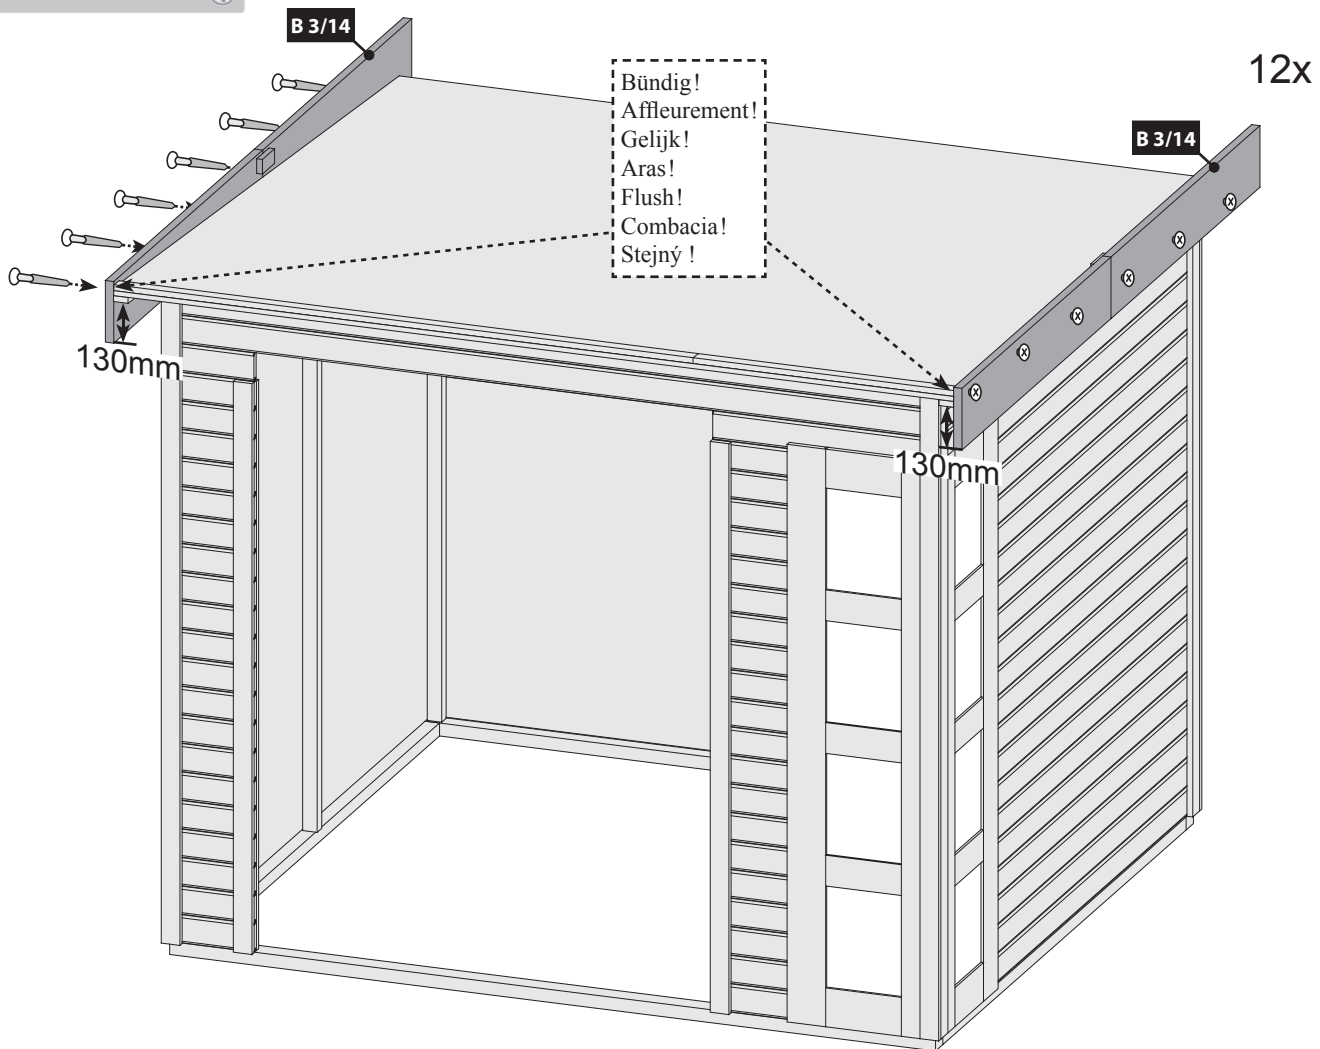 B 3/14
12x
Bündig!
Affleurement!
Gelijk!
Aras!
Flush!
Combacia!
Stejný !
B 3/14
130mm
130mm